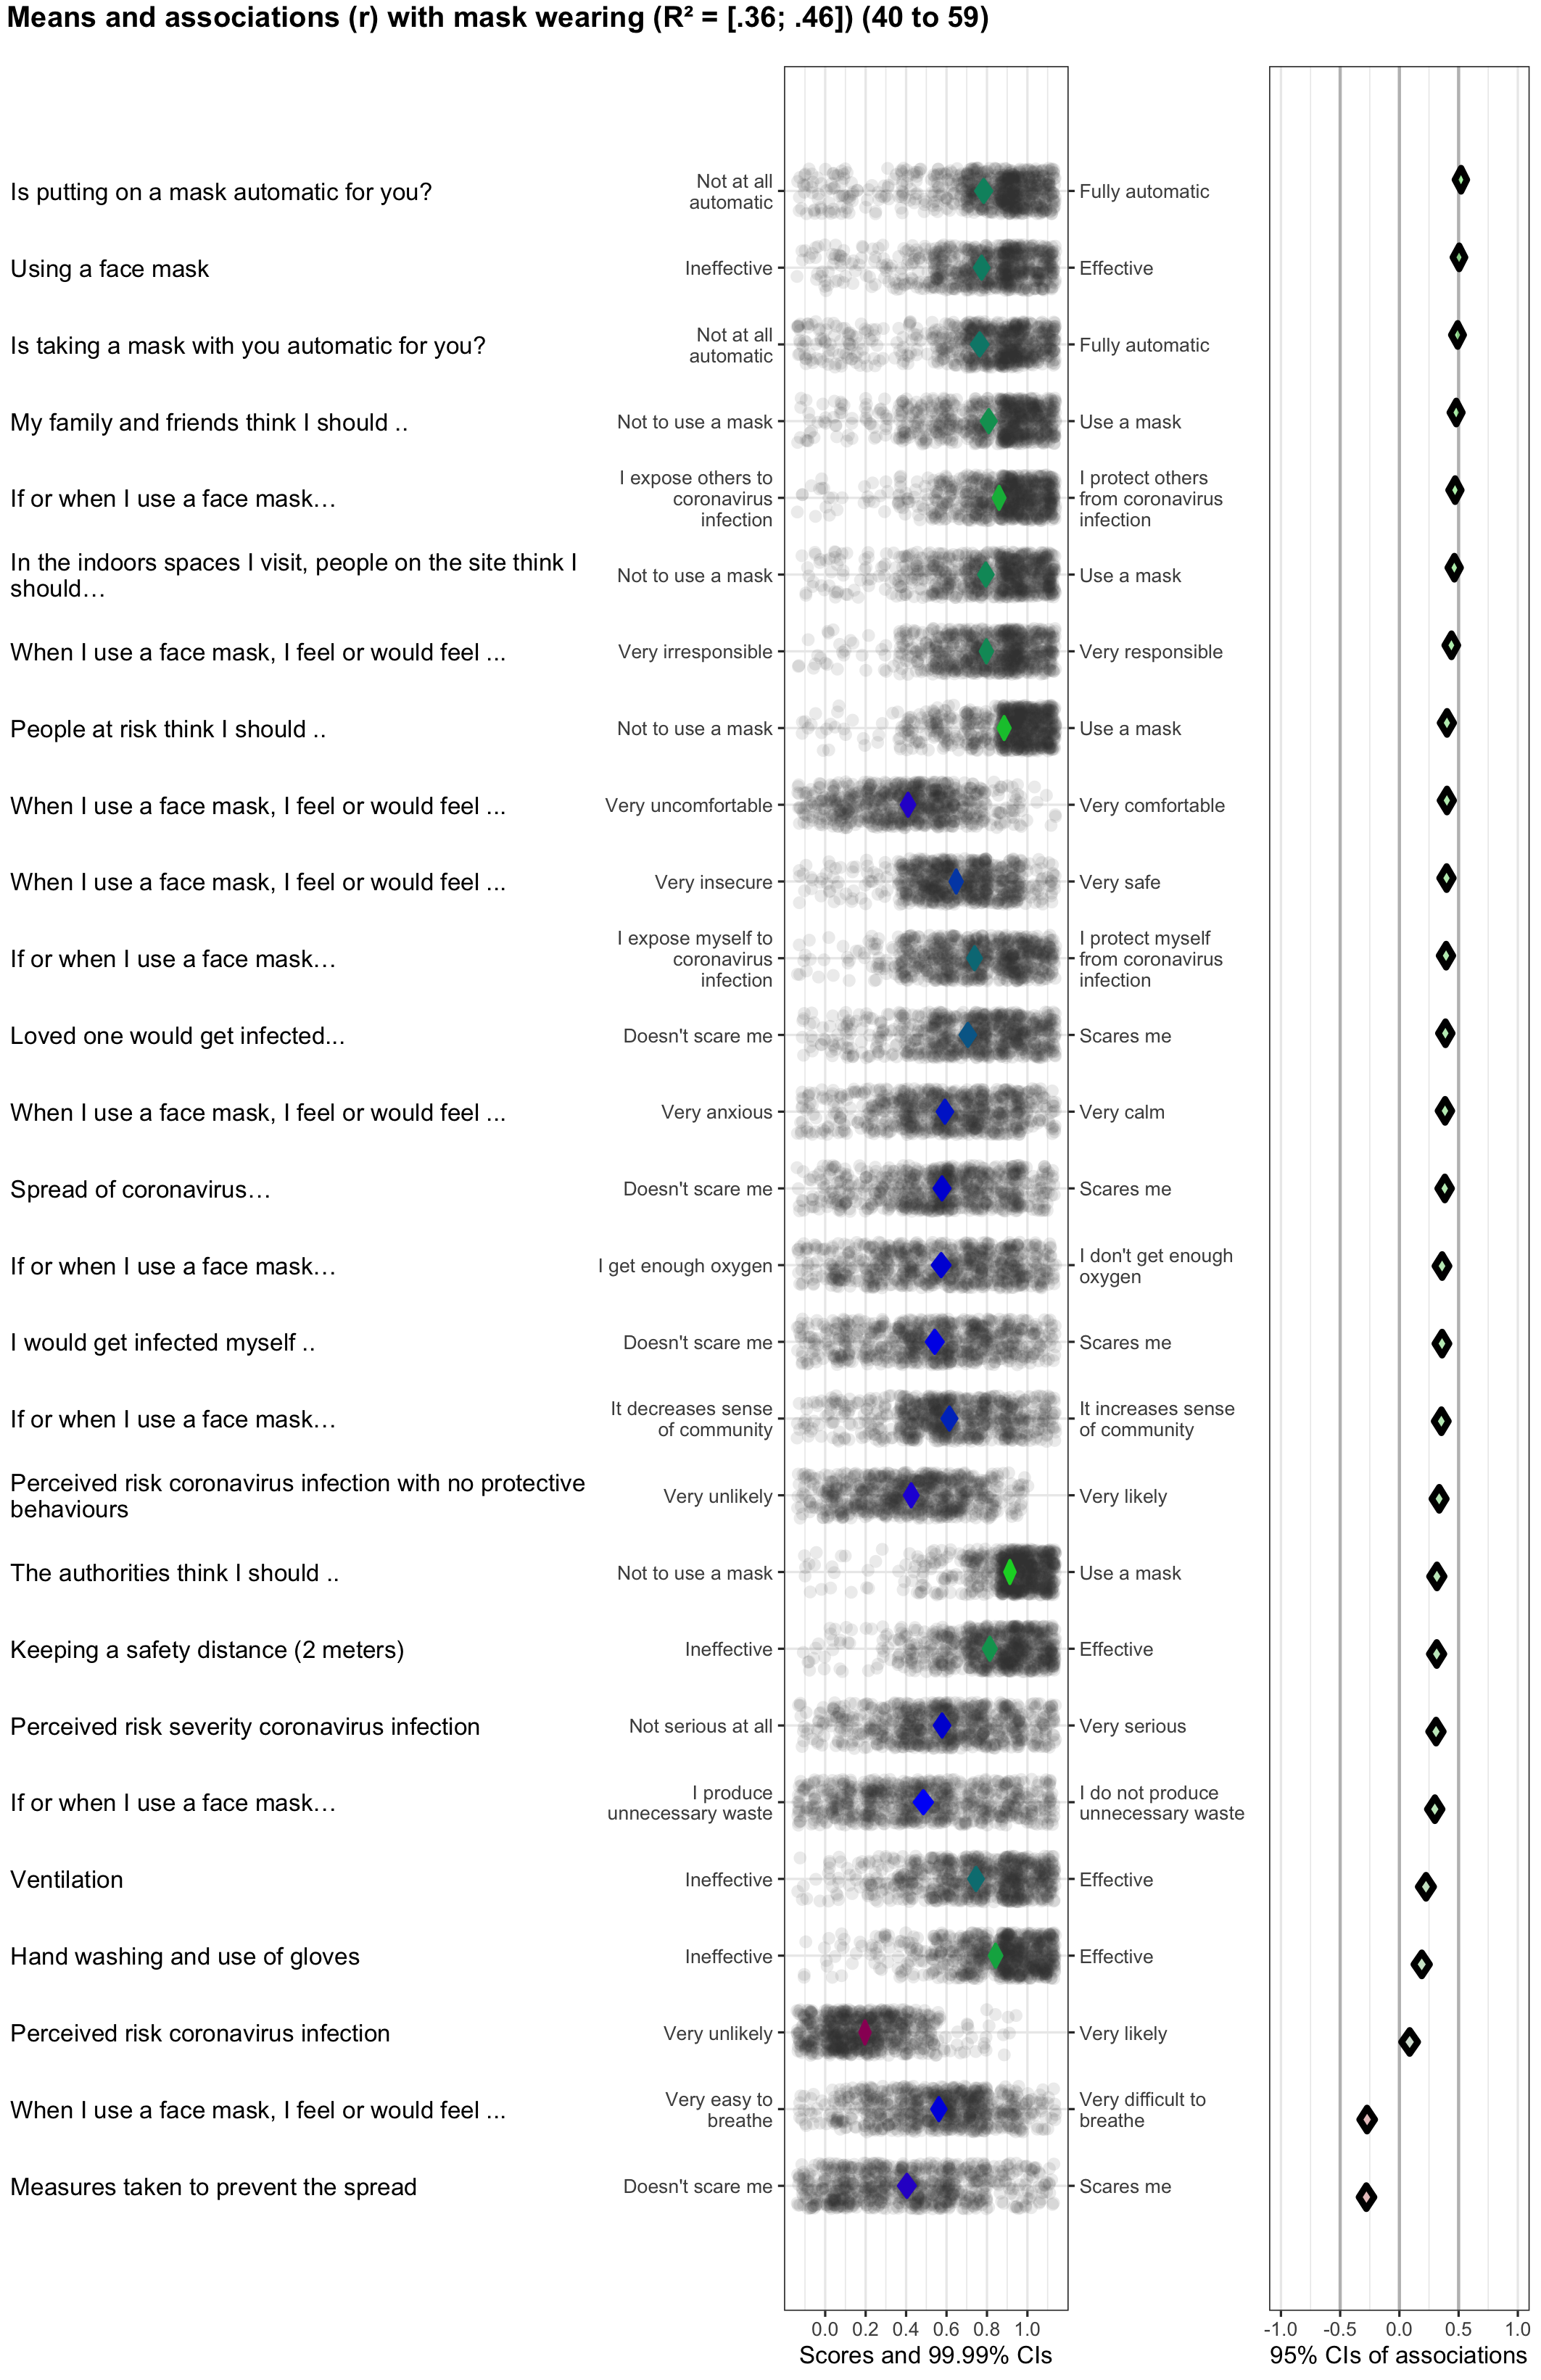 Means and associations (r) with mask wearing (R² = [.36; .46]) (40 to 59)
Is putting on a mask automatic for you?
Not at all
automatic
Fully automatic
Using a face mask
Ineffective
Effective
Is taking a mask with you automatic for you?
Not at all
automatic
Fully automatic
My family and friends think I should ..
Not to use a mask
Use a mask
If or when I use a face mask…
I expose others to
coronavirus
infection
I protect others
from coronavirus
infection
In the indoors spaces I visit, people on the site think I
should…
Not to use a mask
Use a mask
When I use a face mask, I feel or would feel ...
Very irresponsible
Very responsible
People at risk think I should ..
Not to use a mask
Use a mask
When I use a face mask, I feel or would feel ...
Very uncomfortable
Very comfortable
When I use a face mask, I feel or would feel ...
Very insecure
Very safe
If or when I use a face mask…
I expose myself to
coronavirus
infection
I protect myself
from coronavirus
infection
Loved one would get infected...
Doesn't scare me
Scares me
When I use a face mask, I feel or would feel ...
Very anxious
Very calm
Spread of coronavirus…
Doesn't scare me
Scares me
If or when I use a face mask…
I get enough oxygen
I don't get enough
oxygen
I would get infected myself ..
Doesn't scare me
Scares me
If or when I use a face mask…
It decreases sense
of community
It increases sense
of community
Perceived risk coronavirus infection with no protective
behaviours
Very unlikely
Very likely
The authorities think I should ..
Not to use a mask
Use a mask
Keeping a safety distance (2 meters)
Ineffective
Effective
Perceived risk severity coronavirus infection
Not serious at all
Very serious
If or when I use a face mask…
I produce
unnecessary waste
I do not produce
unnecessary waste
Ventilation
Ineffective
Effective
Hand washing and use of gloves
Ineffective
Effective
Perceived risk coronavirus infection
Very unlikely
Very likely
When I use a face mask, I feel or would feel ...
Very easy to
breathe
Very difficult to
breathe
Measures taken to prevent the spread
Doesn't scare me
Scares me
0.0 0.2 0.4 0.6 0.8 1.0
Scores and 99.99% CIs
-1.0 -0.5 0.0 0.5 1.0
95% CIs of associations